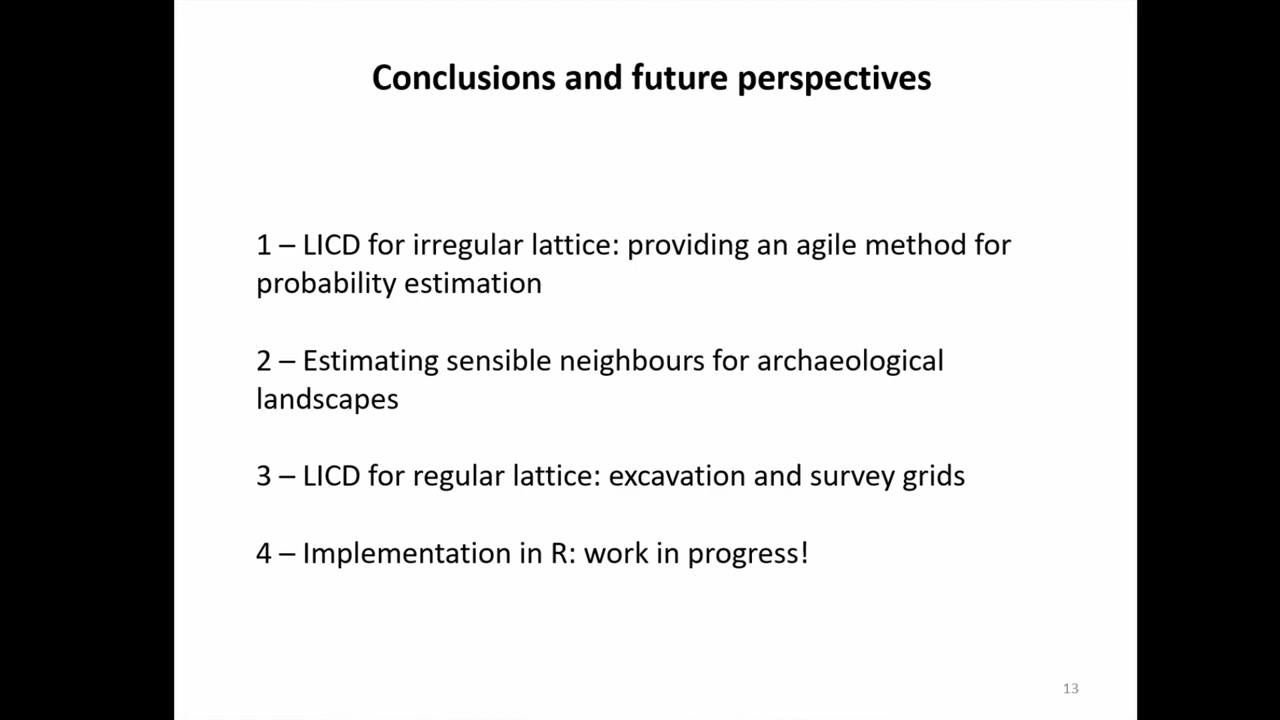 Conclusions and future perspectives
1 – LICD for irregular lattice: providing an agile method for
probability estimation
2 – Estimating sensible neighbours for archaeological
landscapes
3 – LICD for regular lattice: excavation and survey grids
4 – Implementation in R: work in progress!
13